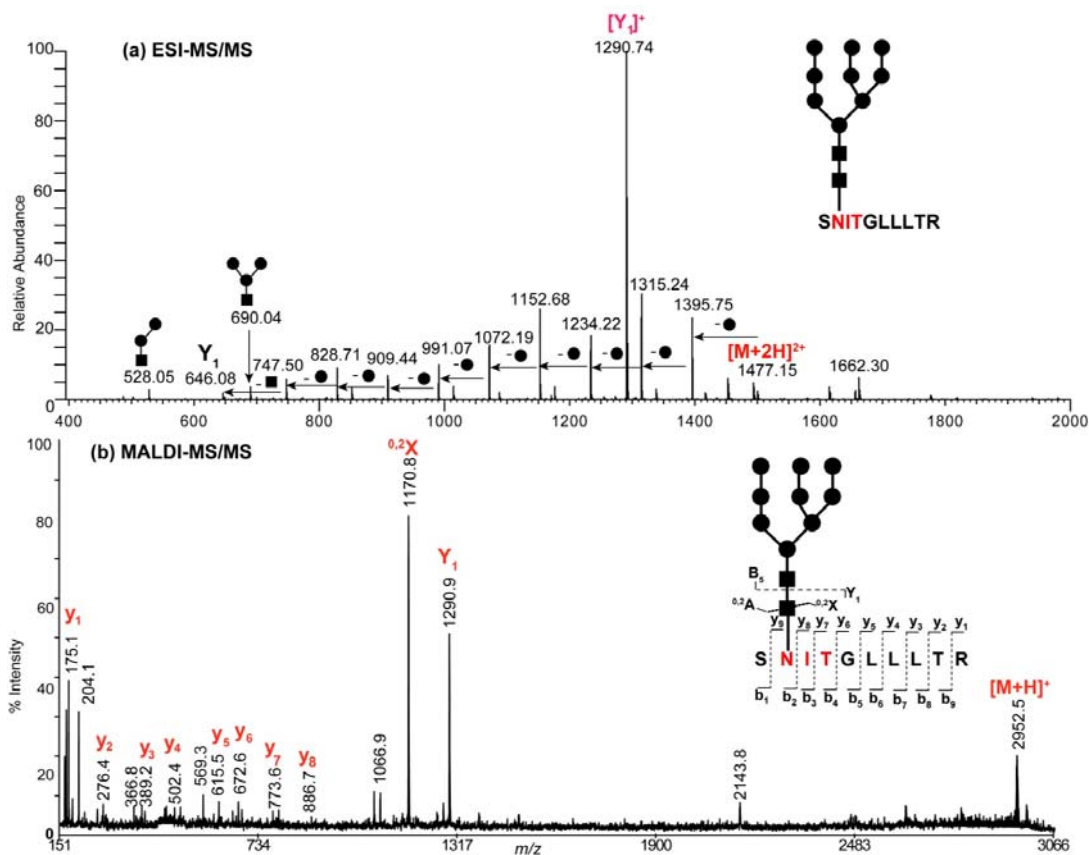 [Y₁]⁺
(a) ESI-MS/MS
1290.74
100
80
60
40
20
0
Relative Abundance
SNITGLLLTR
690.04
528.05
Y₁
646.08
747.50
828.71
909.44
991.07
1072.19
1152.68
1234.22
1315.24
1395.75
[M+2H]²⁺
1477.15
1662.30
- - - - - - - - - -
400 600 800 1000 1200 1400 1600 1800 2000
(b) MALDI-MS/MS
100
80
60
40
20
0
% Intensity
⁰,²X
1170.8
Y₁
1290.9
y₁
175.1
204.1
y₂
276.4
366.8
y₃
389.2
y₄
502.4
569.3
y₅
615.5
y₆
672.6
y₇
773.6
y₈
886.7
1066.9
2143.8
[M+H]⁺
2952.5
B₅
Y₁
⁰,²A
⁰,²X
y₉ y₈ y₇ y₆ y₅ y₄ y₃ y₂ y₁
S N I T G L L L T R
b₁ b₂ b₃ b₄ b₅ b₆ b₇ b₈ b₉
151 734 1317 1900 2483 3066
m/z